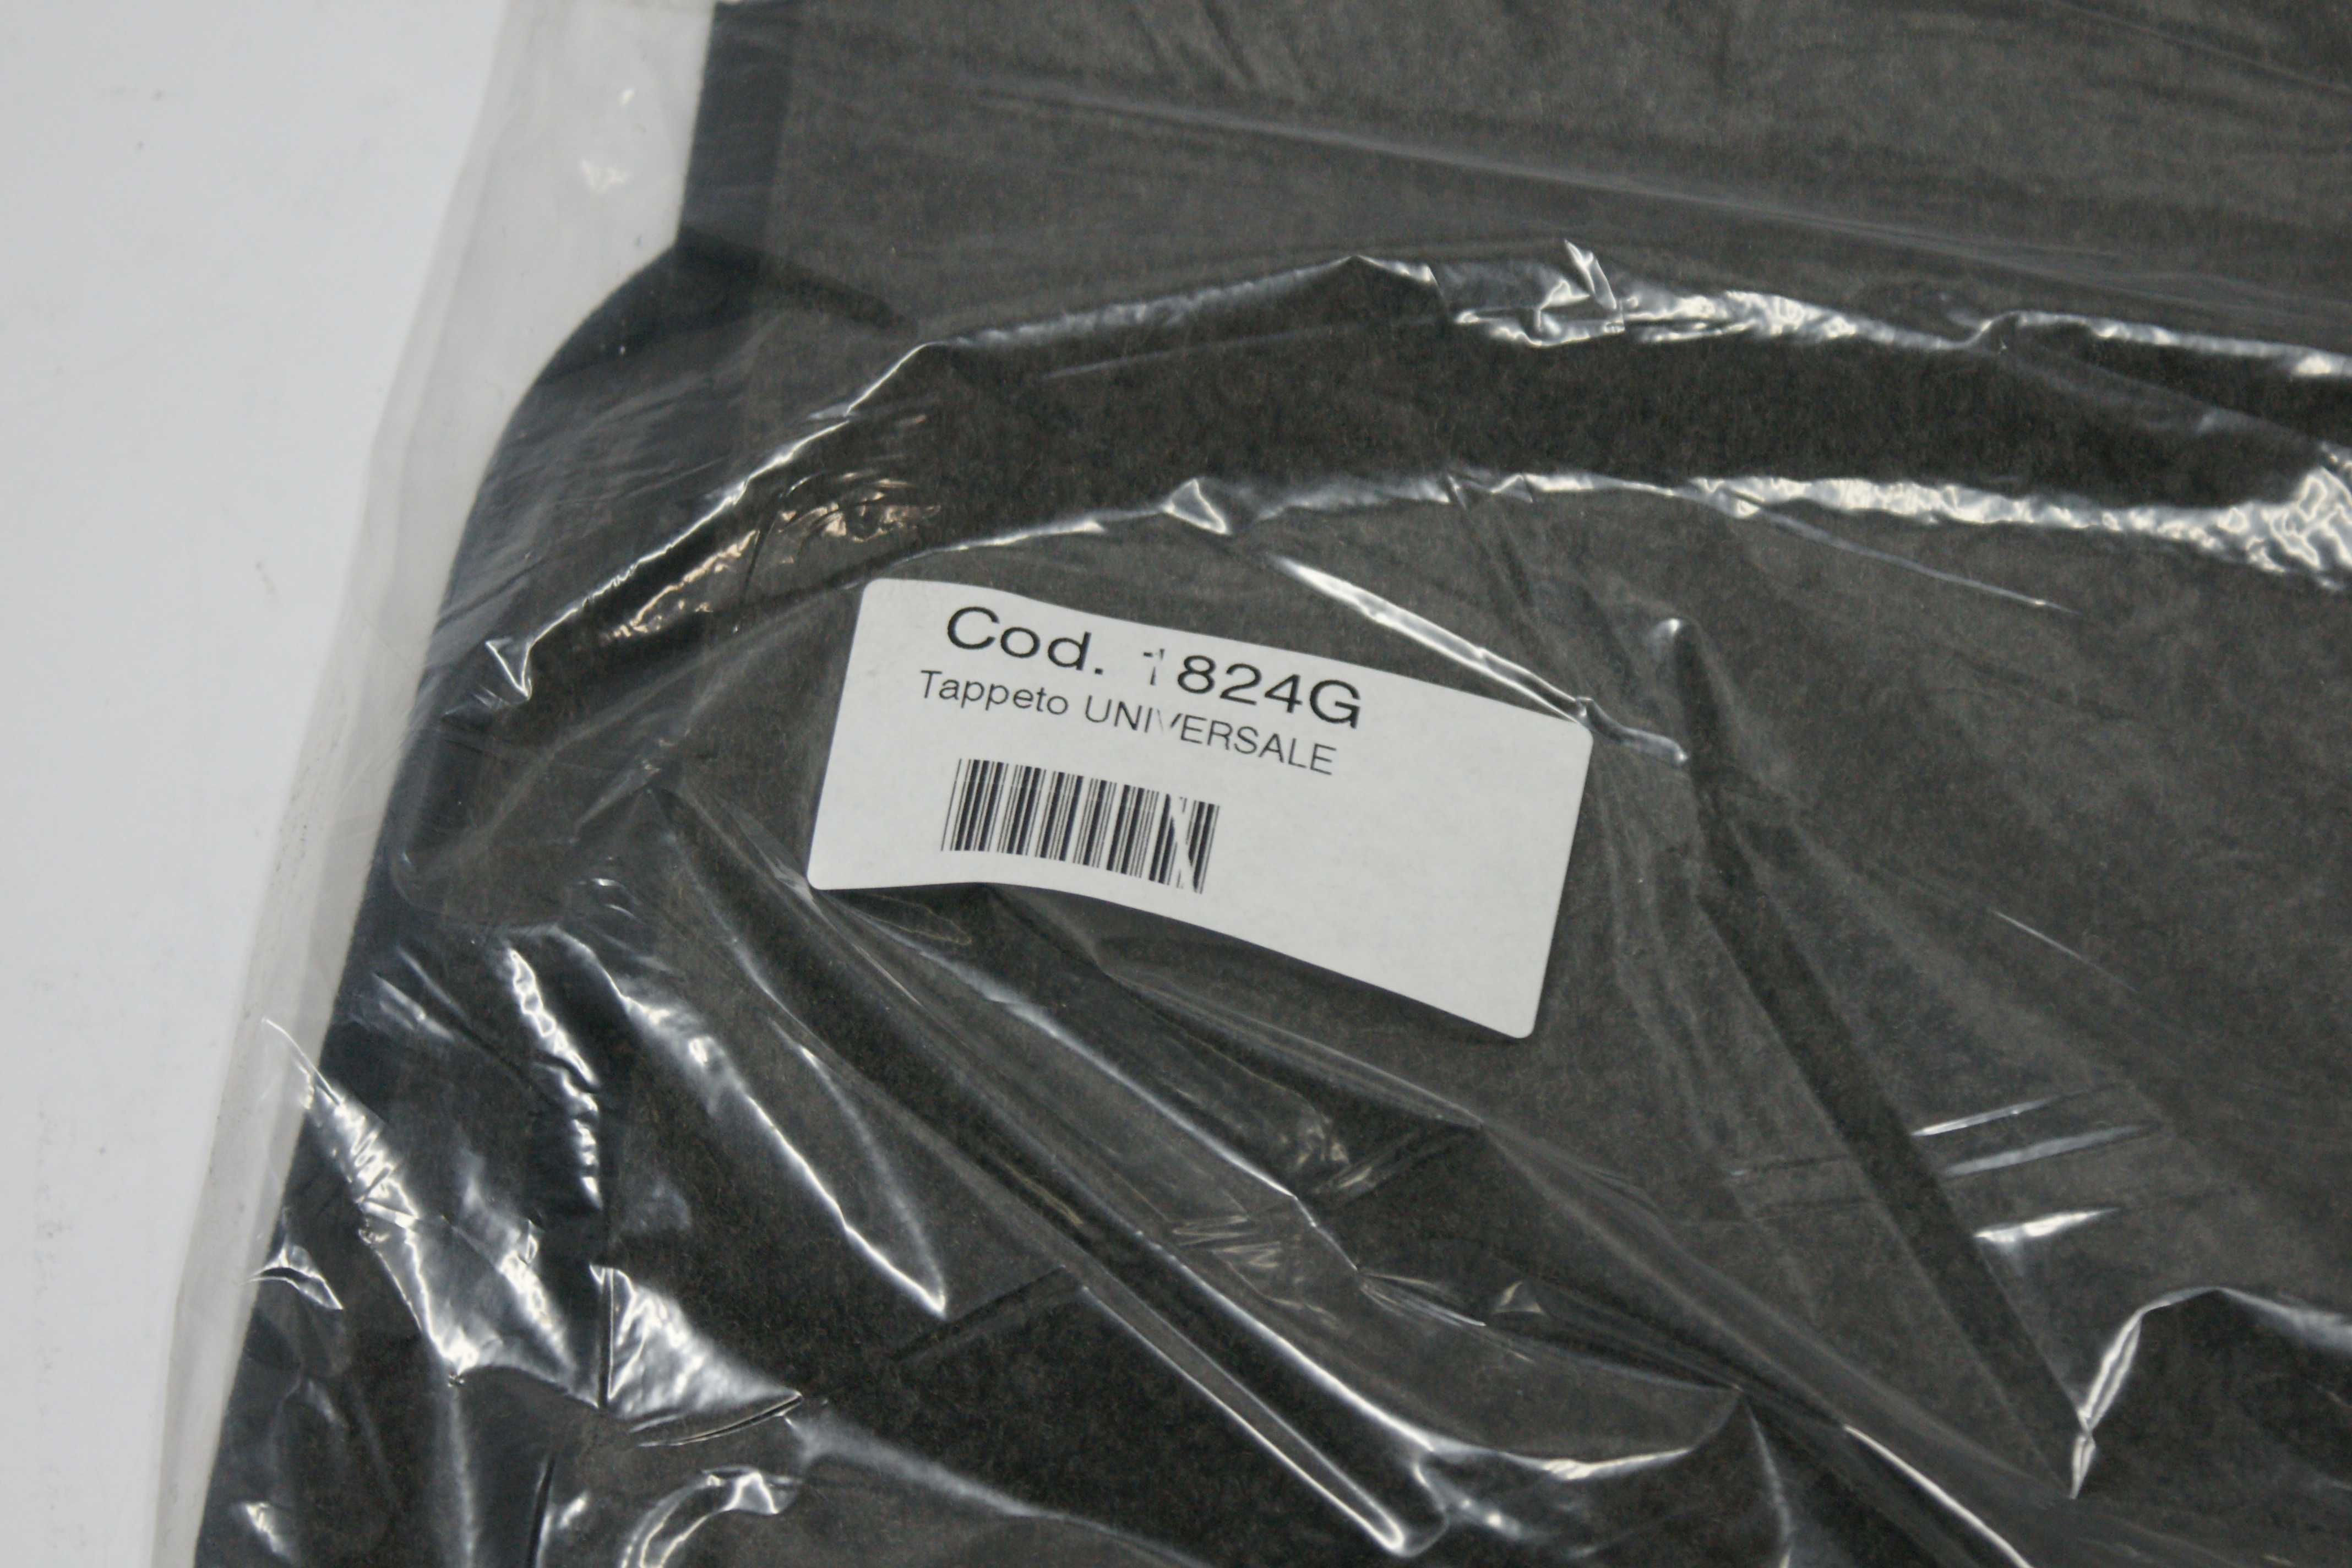 Cod. 1824G
Tappeto UNIVERSALE